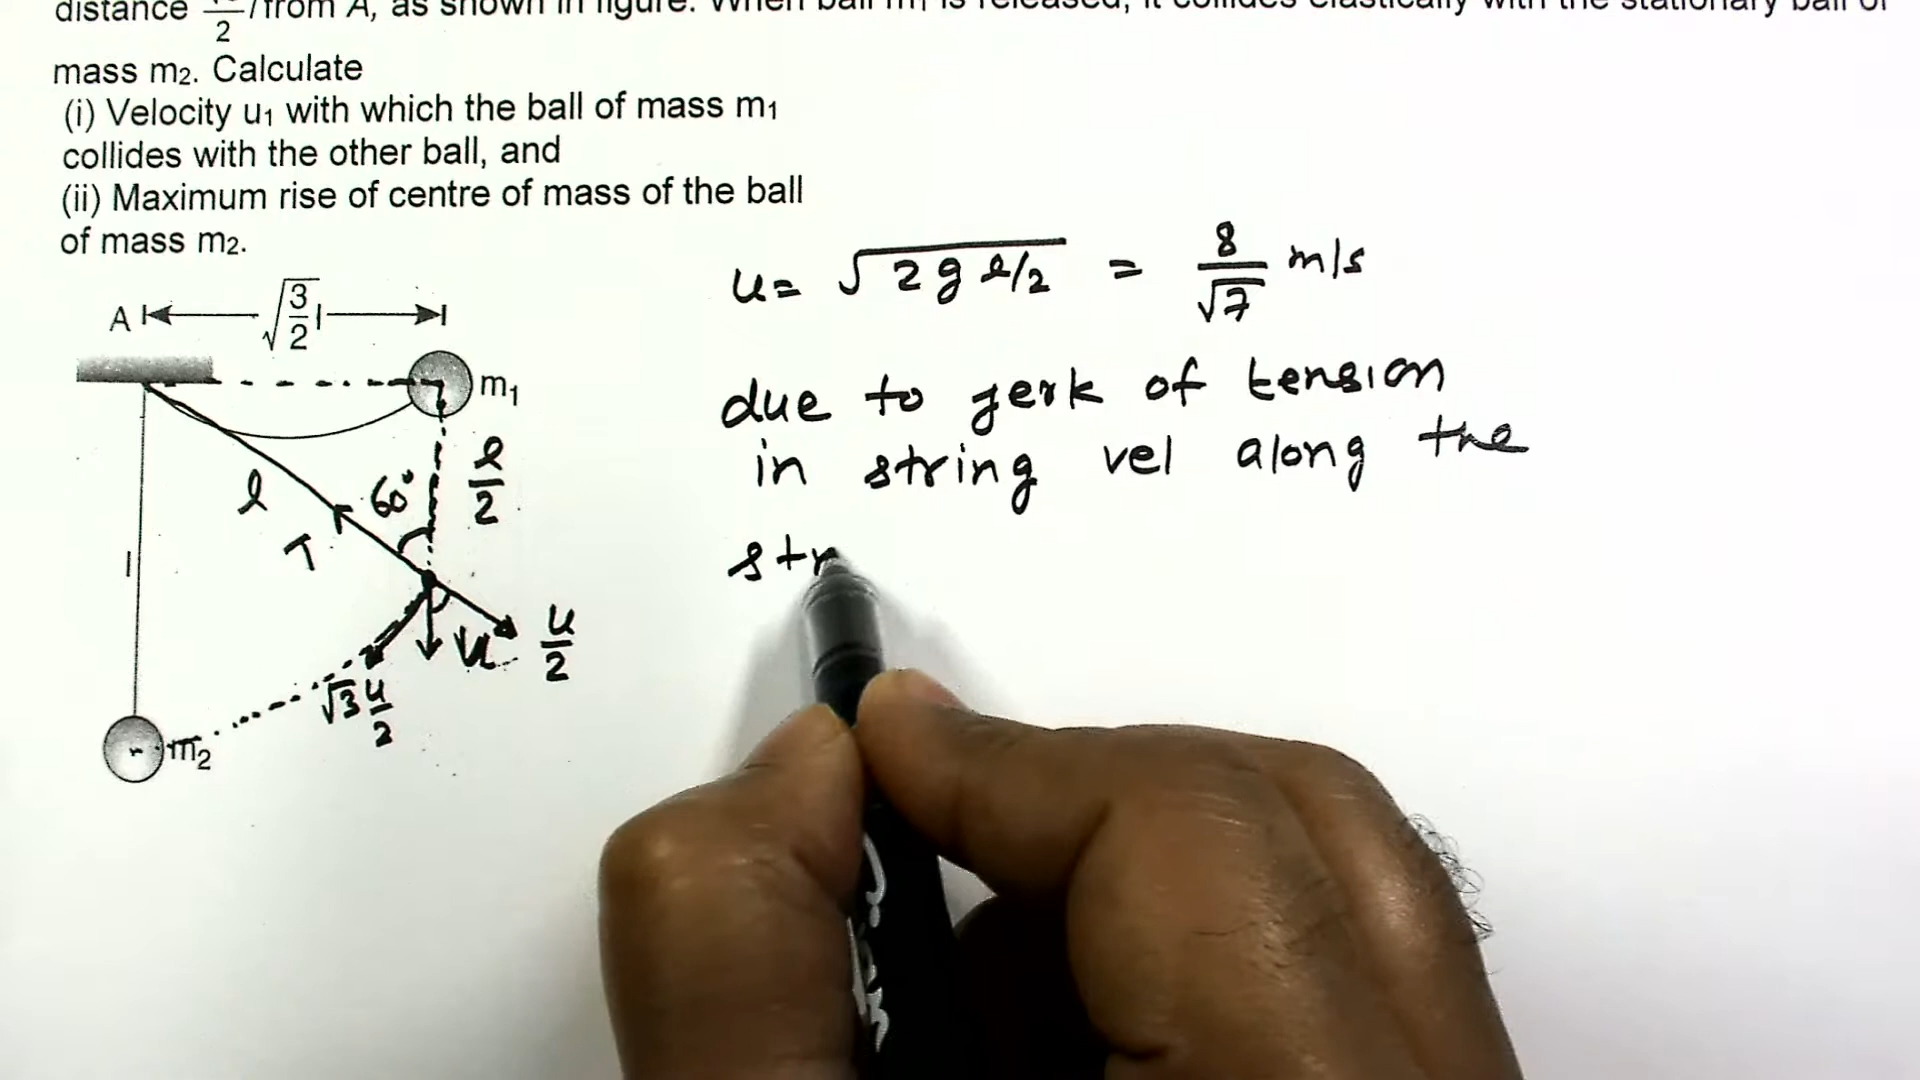 distance /2 l from A, as shown in figure. When ball m1 is released, it collides elastically with the stationary ball of
mass m2. Calculate
(i) Velocity u1 with which the ball of mass m1
collides with the other ball, and
(ii) Maximum rise of centre of mass of the ball
of mass m2.
u = √(2 g l/2) = 8/√7 m/s
A √(3/2) l
m1
due to jerk of tension
in string vel along the
l/2
l 60°
T
str
l
u u/2
√3 u/2
m2